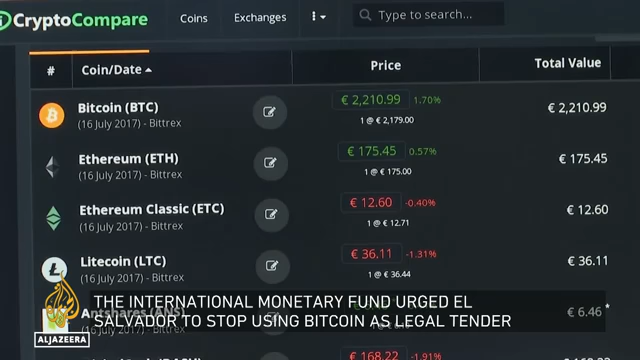 CryptoCompare Coins Exchanges Type to search...
# Coin/Date Price Total Value
Bitcoin (BTC) € 2,210.99 1.70% € 2,210.99
(16 July 2017) - Bittrex 1 @ € 2,179.00
Ethereum (ETH) € 175.45 0.57% € 175.45
(16 July 2017) - Bittrex 1 @ € 175.00
Ethereum Classic (ETC) € 12.60 -0.40% € 12.60
(16 July 2017) - Bittrex 1 @ € 12.71
Litecoin (LTC) € 36.11 -1.31% € 36.11
(16 July 2017) - Bittrex 1 @ € 36.44
Antshares (ANS) € 6.46 *
THE INTERNATIONAL MONETARY FUND URGED EL
SALVADOR TO STOP USING BITCOIN AS LEGAL TENDER
ALJAZEERA
€ 168.22 -1.91%